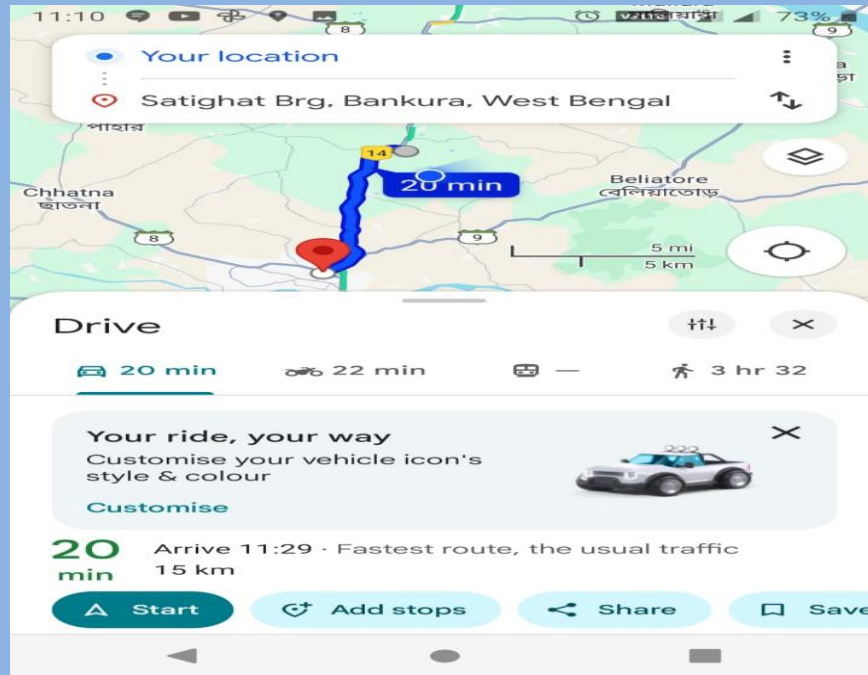 11:10 73%
8
9
Your location
Satighat Brg, Bankura, West Bengal
পাহার
14
20 min
Chhatna
ছাতনা
Beliatore
বেলিয়াতোড়
8
9
5 mi
5 km
Drive
20 min 22 min — 3 hr 32
Your ride, your way
Customise your vehicle icon's
style & colour
Customise
20
min
Arrive 11:29 · Fastest route, the usual traffic
15 km
Start Add stops Share Save